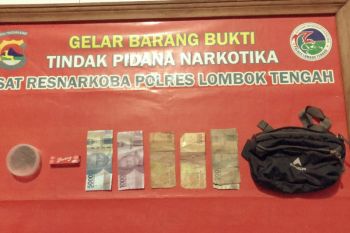 GELAR BARANG BUKTI
TINDAK PIDANA NARKOTIKA
SAT RESNARKOBA POLRES LOMBOK TENGAH